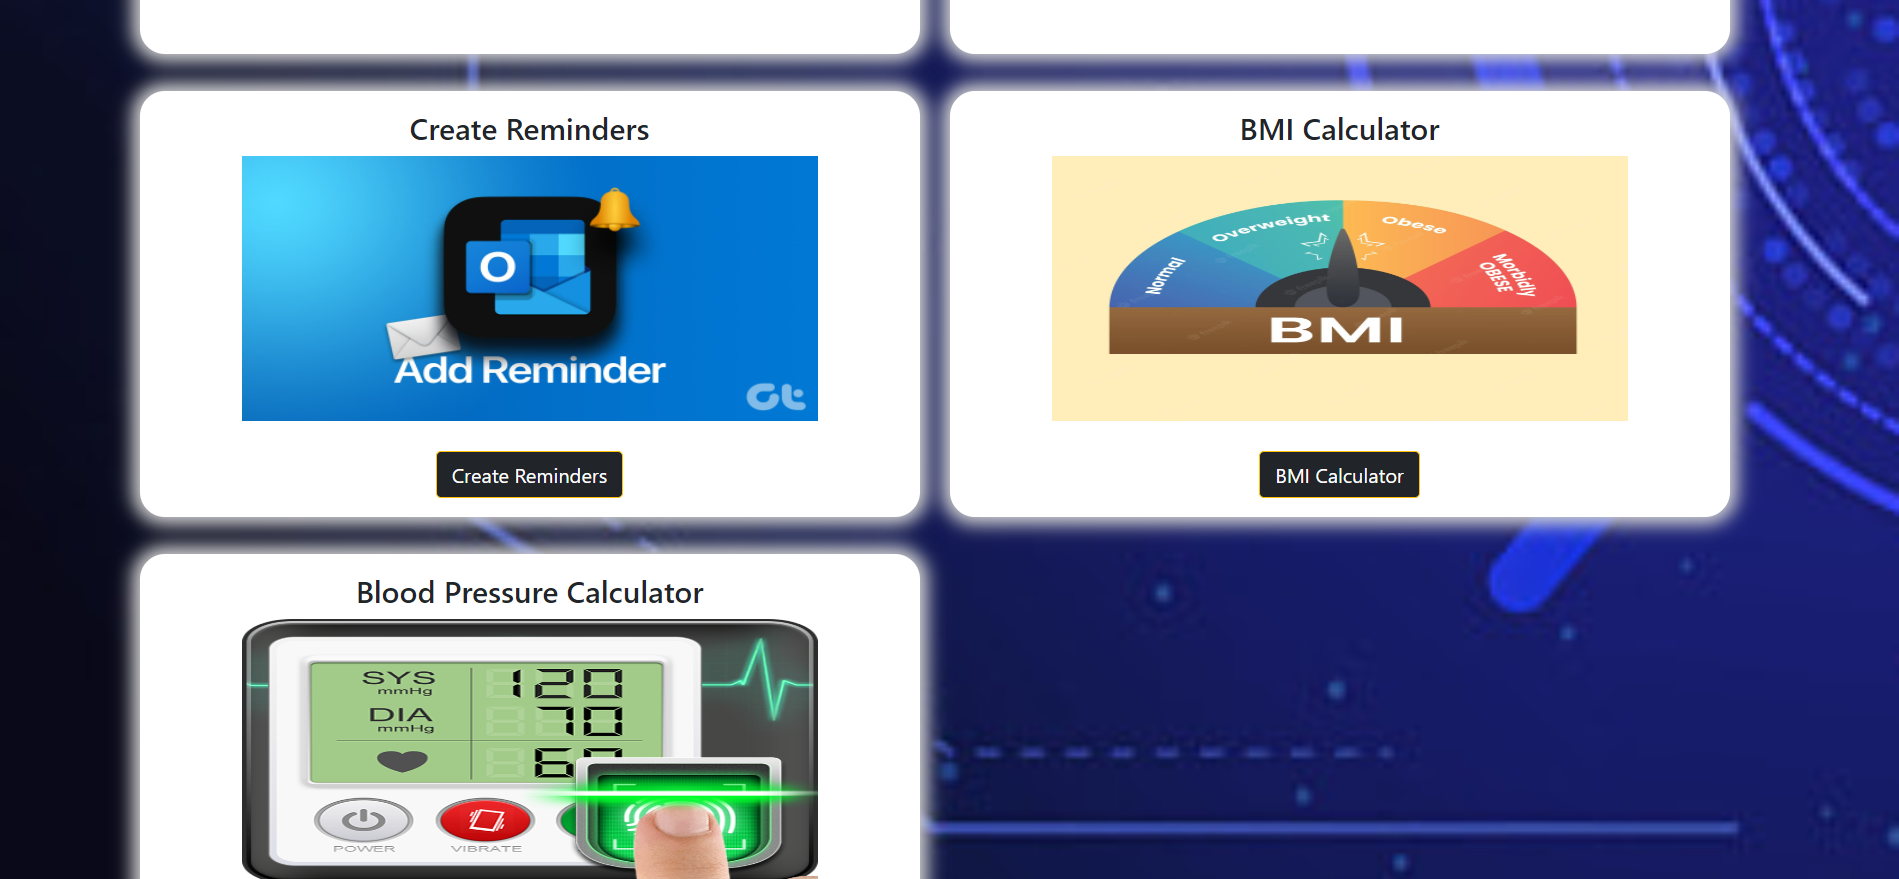 Create Reminders
BMI Calculator
O
Add Reminder
Gt
Normal
Overweight
Obese
Morbidly
OBESE
BMI
Create Reminders
BMI Calculator
Blood Pressure Calculator
SYS
mmHg
120
DIA
mmHg
70
POWER
VIBRATE